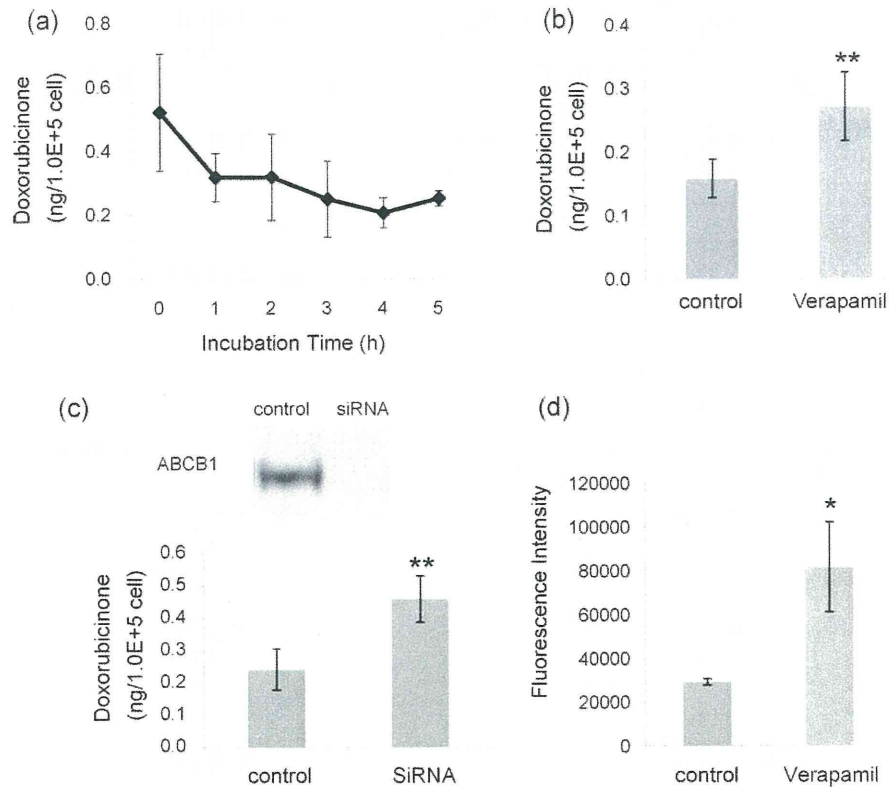 (a)
Doxorubicinone
(ng/1.0E+5 cell)
0.8
0.6
0.4
0.2
0.0
0 1 2 3 4 5
Incubation Time (h)
(b)
Doxorubicinone
(ng/1.0E+5 cell)
0.4
0.3
0.2
0.1
0.0
**
control Verapamil
(c)
control siRNA
ABCB1
Doxorubicinone
(ng/1.0E+5 cell)
0.6
0.5
0.4
0.3
0.2
0.1
0.0
**
control SiRNA
(d)
Fluorescence Intensity
120000
100000
80000
60000
40000
20000
0
*
control Verapamil